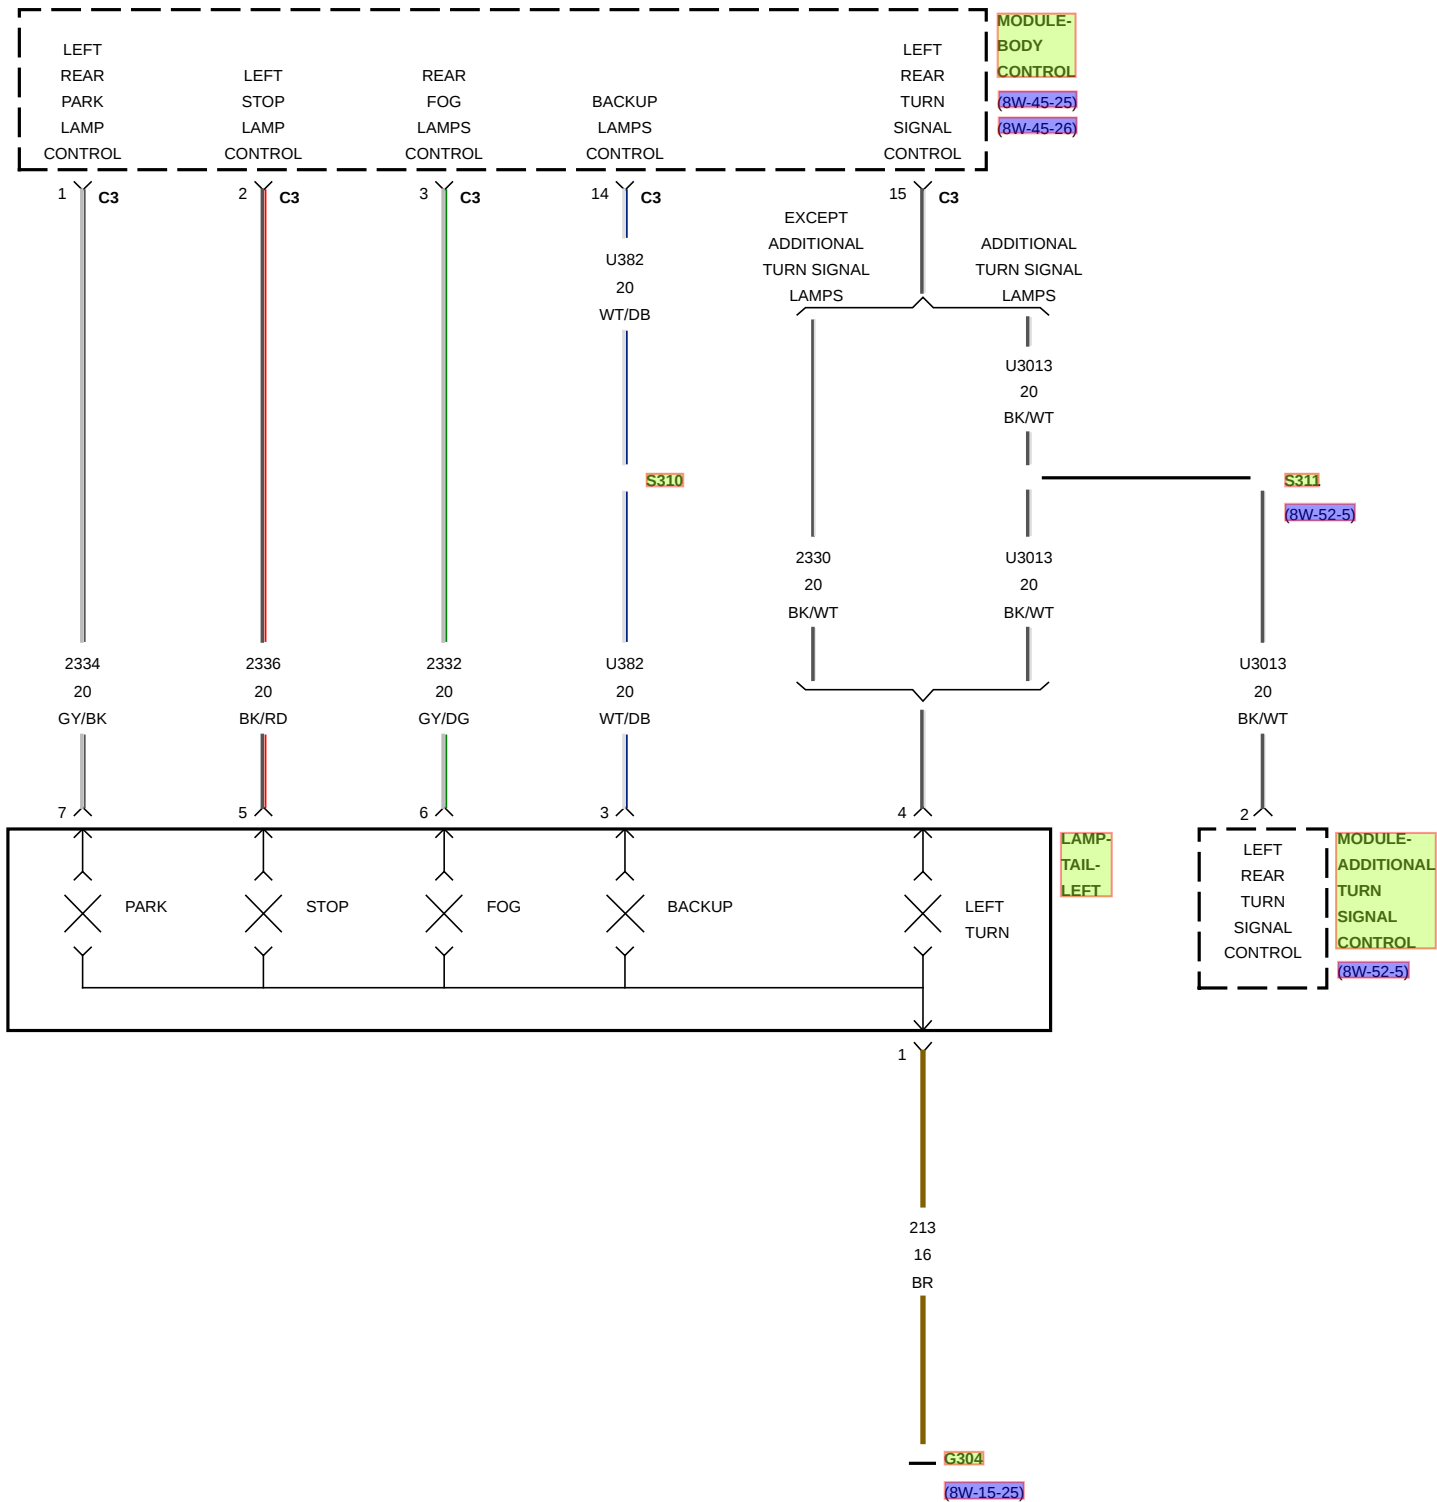 LEFT
REAR
PARK
LAMP
CONTROL
LEFT
STOP
LAMP
CONTROL
REAR
FOG
LAMPS
CONTROL
BACKUP
LAMPS
CONTROL
LEFT
REAR
TURN
SIGNAL
CONTROL
MODULE-
BODY
CONTROL
(8W-45-25)
(8W-45-26)
1 C3
2 C3
3 C3
14 C3
15 C3
EXCEPT
ADDITIONAL
TURN SIGNAL
LAMPS
ADDITIONAL
TURN SIGNAL
LAMPS
U382
20
WT/DB
U3013
20
BK/WT
S310
S311
(8W-52-5)
2330
20
BK/WT
U3013
20
BK/WT
2334
20
GY/BK
2336
20
BK/RD
2332
20
GY/DG
U382
20
WT/DB
U3013
20
BK/WT
7
5
6
3
4
2
PARK
STOP
FOG
BACKUP
LEFT
TURN
LAMP-
TAIL-
LEFT
LEFT
REAR
TURN
SIGNAL
CONTROL
MODULE-
ADDITIONAL
TURN
SIGNAL
CONTROL
(8W-52-5)
1
213
16
BR
G304
(8W-15-25)